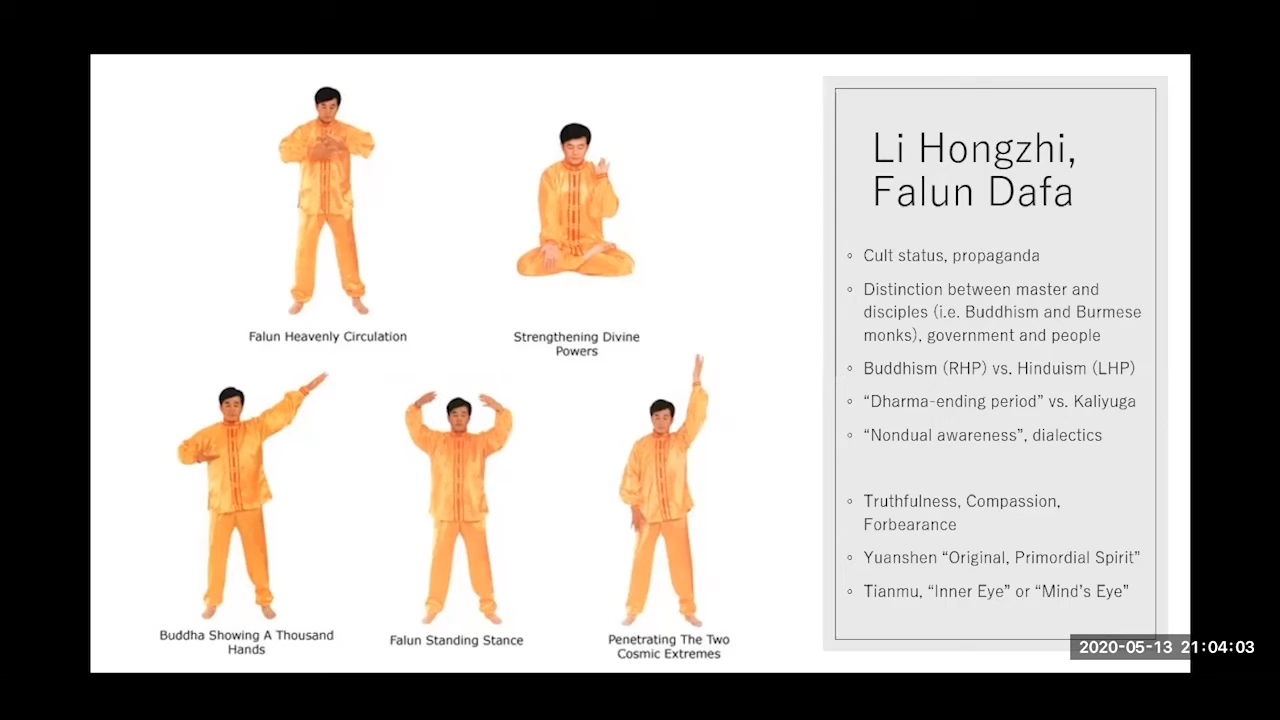 Falun Heavenly Circulation
Strengthening Divine
Powers
Buddha Showing A Thousand
Hands
Falun Standing Stance
Penetrating The Two
Cosmic Extremes
Li Hongzhi,
Falun Dafa
Cult status, propaganda
Distinction between master and
disciples (i.e. Buddhism and Burmese
monks), government and people
Buddhism (RHP) vs. Hinduism (LHP)
“Dharma-ending period” vs. Kaliyuga
“Nondual awareness”, dialectics
Truthfulness, Compassion,
Forbearance
Yuanshen “Original, Primordial Spirit”
Tianmu, “Inner Eye” or “Mind’s Eye”
2020-05-13 21:04:03